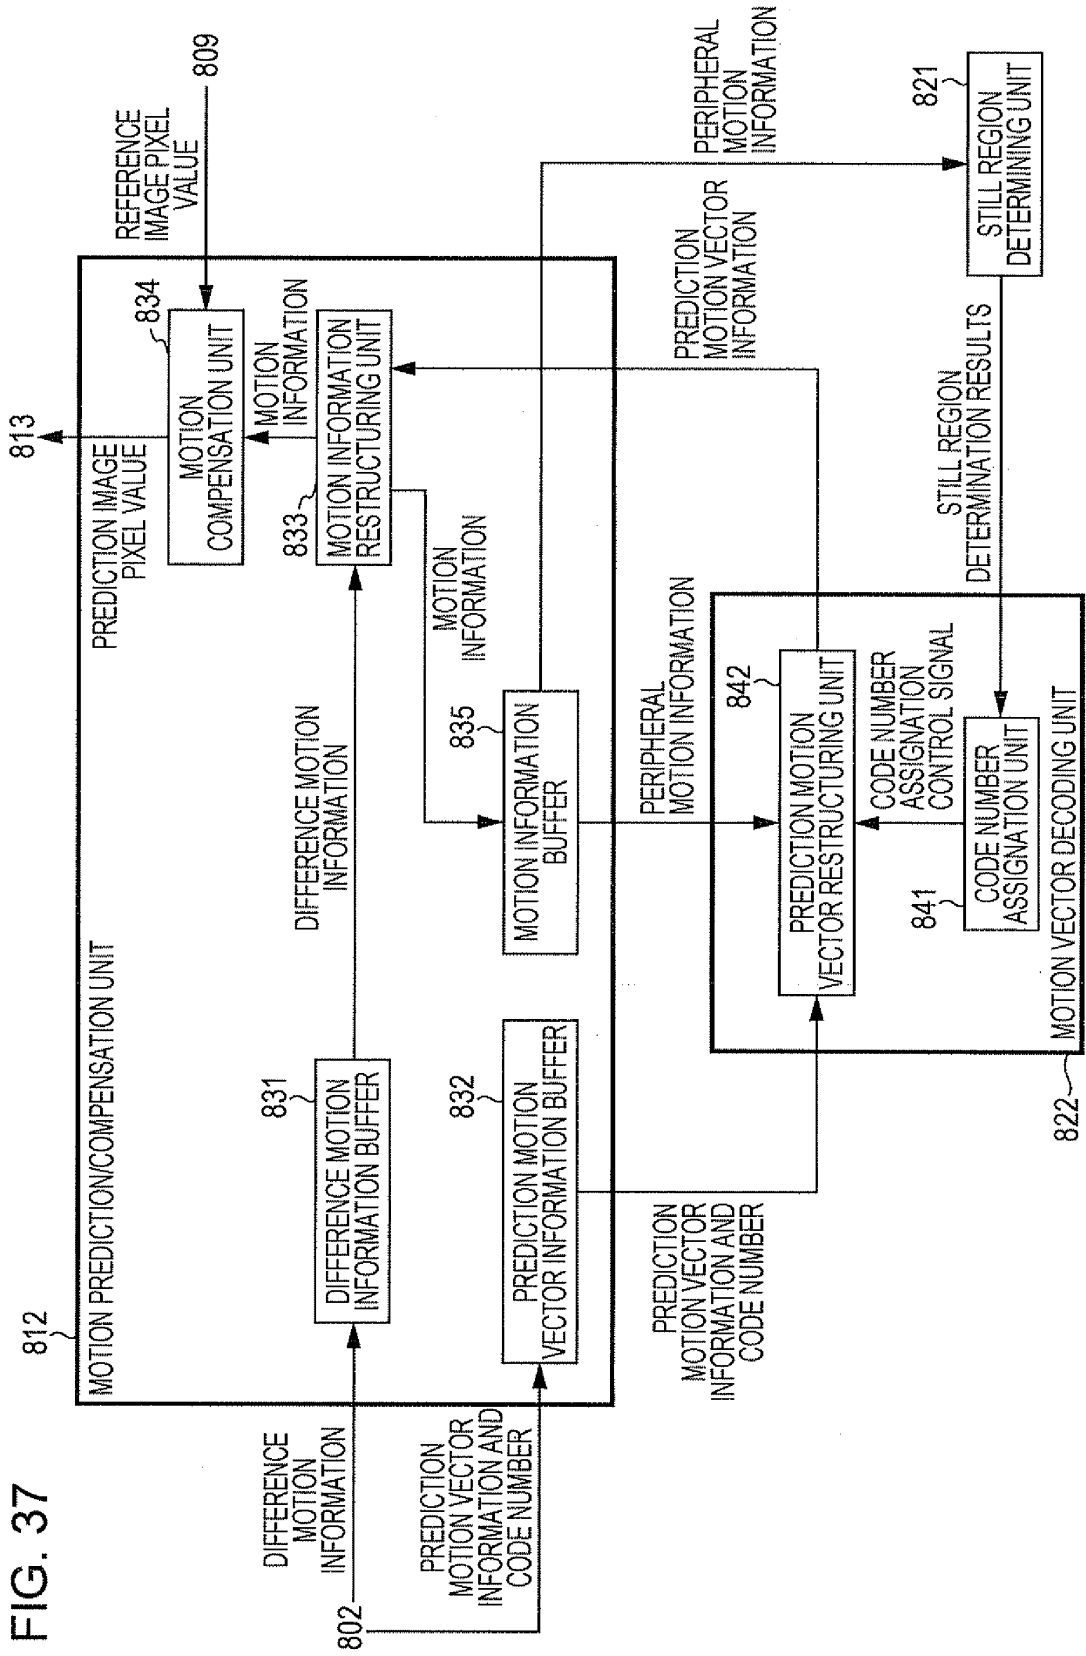 FIG. 37
812
MOTION PREDICTION/COMPENSATION UNIT
PREDICTION IMAGE
PIXEL VALUE
813
834
MOTION
COMPENSATION UNIT
REFERENCE
IMAGE PIXEL
VALUE
809
MOTION
INFORMATION
DIFFERENCE
MOTION
INFORMATION
802
831
DIFFERENCE MOTION
INFORMATION BUFFER
DIFFERENCE MOTION
INFORMATION
833
MOTION INFORMATION
RESTRUCTURING UNIT
MOTION
INFORMATION
PREDICTION
MOTION VECTOR
INFORMATION AND
CODE NUMBER
832
PREDICTION MOTION
VECTOR INFORMATION BUFFER
835
MOTION INFORMATION
BUFFER
PREDICTION
MOTION VECTOR
INFORMATION AND
CODE NUMBER
PERIPHERAL
MOTION INFORMATION
PREDICTION
MOTION VECTOR
INFORMATION
PERIPHERAL
MOTION
INFORMATION
842
PREDICTION MOTION
VECTOR RESTRUCTURING UNIT
CODE NUMBER
ASSIGNATION
CONTROL SIGNAL
841
CODE NUMBER
ASSIGNATION UNIT
STILL REGION
DETERMINATION RESULTS
821
STILL REGION
DETERMINING UNIT
MOTION VECTOR DECODING UNIT
822